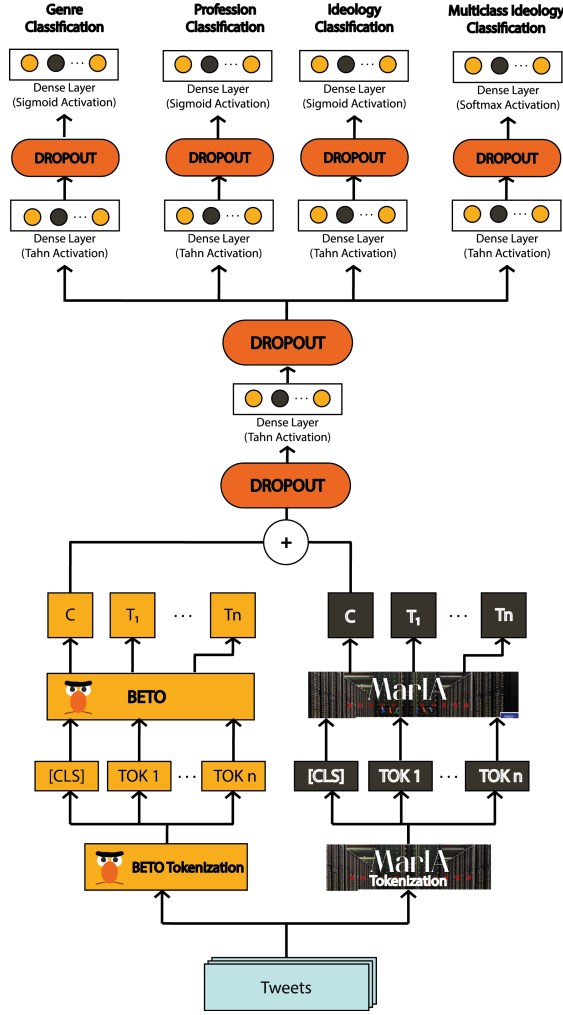 Genre
Classification
Profession
Classification
Ideology
Classification
Multiclass Ideology
Classification
...
...
...
...
Dense Layer
(Sigmoid Activation)
Dense Layer
(Sigmoid Activation)
Dense Layer
(Sigmoid Activation)
Dense Layer
(Softmax Activation)
DROPOUT
DROPOUT
DROPOUT
DROPOUT
...
...
...
...
Dense Layer
(Tahn Activation)
Dense Layer
(Tahn Activation)
Dense Layer
(Tahn Activation)
Dense Layer
(Tahn Activation)
DROPOUT
...
Dense Layer
(Tahn Activation)
DROPOUT
+
C T₁ ... Tn
C T₁ ... Tn
BETO
MarIA
[CLS] TOK 1 ... TOK n
[CLS] TOK 1 ... TOK n
BETO Tokenization
MarIA
Tokenization
Tweets